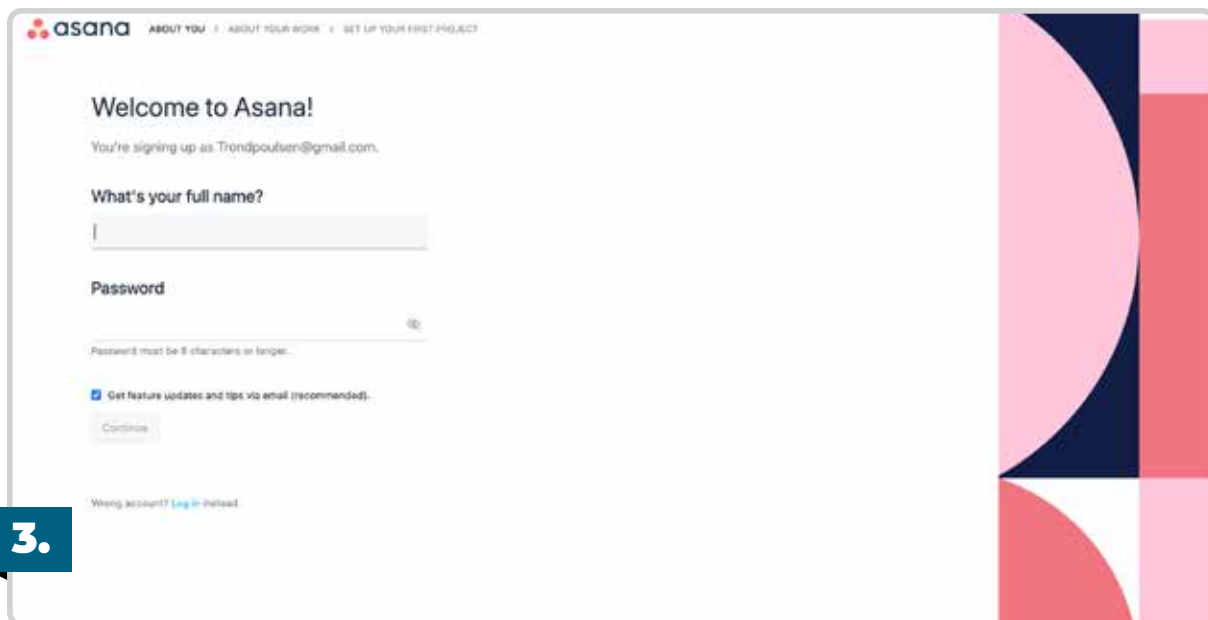 asana ABOUT YOU › ABOUT YOUR WORK › SET UP YOUR FIRST PROJECT
Welcome to Asana!
You're signing up as Trondpoulsen@gmail.com.
What's your full name?
Password
Password must be 8 characters or longer.
Get feature updates and tips via email (recommended).
Continue
Wrong account? Log in instead.
3.